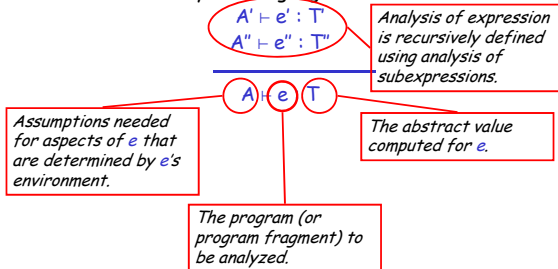 A' ⊢ e' : T'
A'' ⊢ e'' : T''
Analysis of expression
is recursively defined
using analysis of
subexpressions.
A ⊢ e T
Assumptions needed
for aspects of e that
are determined by e's
environment.
The abstract value
computed for e.
The program (or
program fragment) to
be analyzed.